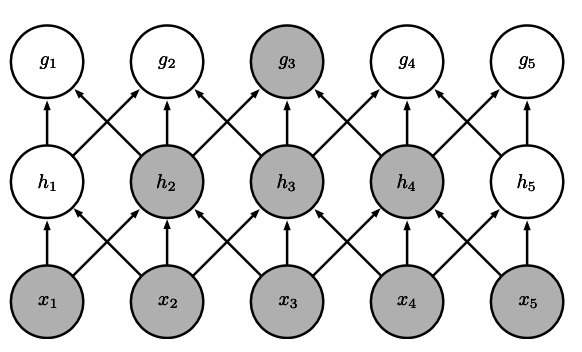 g₁ g₂ g₃ g₄ g₅
h₁ h₂ h₃ h₄ h₅
x₁ x₂ x₃ x₄ x₅